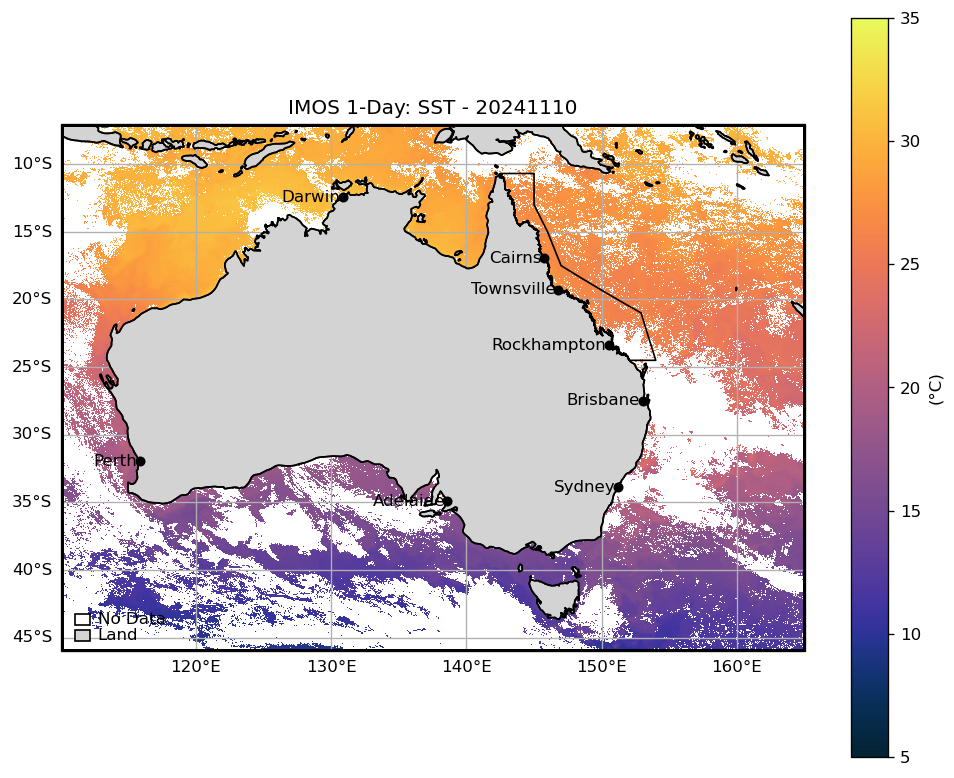 IMOS 1-Day: SST - 20241110
35
30
25
20
15
10
5
(°C)
10°S
15°S
20°S
25°S
30°S
35°S
40°S
45°S
Darwin
Cairns
Townsville
Rockhampton
Brisbane
Perth
Sydney
Adelaide
No Data
Land
120°E 130°E 140°E 150°E 160°E